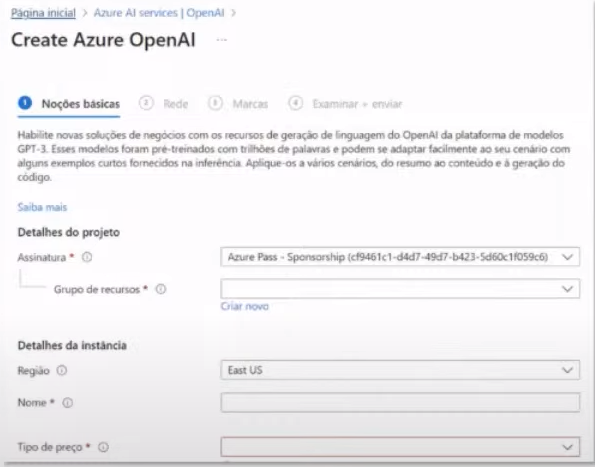 Página inicial > Azure AI services | OpenAI >
Create Azure OpenAI ...
1 Noções básicas 2 Rede 3 Marcas 4 Examinar + enviar
Habilite novas soluções de negócios com os recursos de geração de linguagem do OpenAI da plataforma de modelos
GPT-3. Esses modelos foram pré-treinados com trilhões de palavras e podem se adaptar facilmente ao seu cenário com
alguns exemplos curtos fornecidos na inferência. Aplique-os a vários cenários, do resumo ao conteúdo e à geração do
código.
Saiba mais
Detalhes do projeto
Assinatura *
Azure Pass - Sponsorship (cf9461c1-d4d7-49d7-b423-5d60c1f059c6)
Grupo de recursos *
Criar novo
Detalhes da instância
Região
East US
Nome *
Tipo de preço *